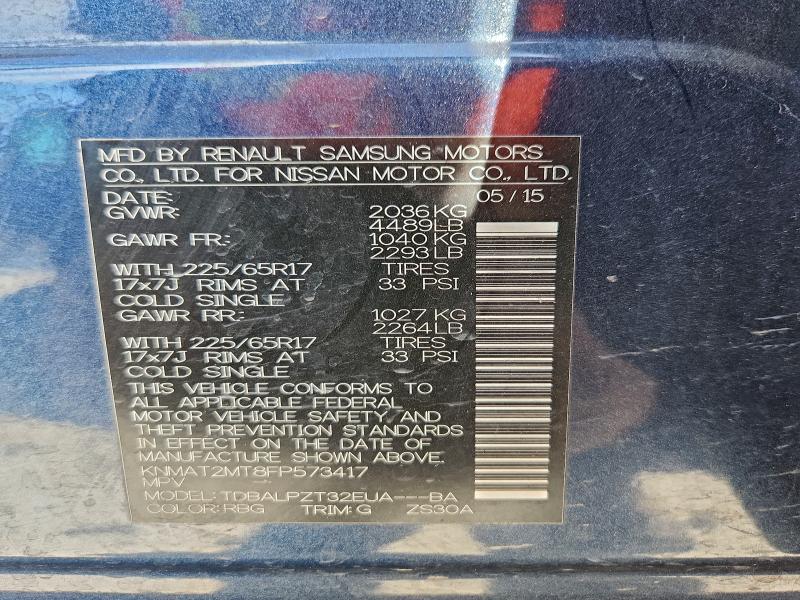 MFD BY RENAULT SAMSUNG MOTORS
CO., LTD. FOR NISSAN MOTOR CO., LTD.
DATE: 05 / 15
GVWR: 2036 KG
4489LB
GAWR FR: 1040 KG
2293 LB
WITH 225/65R17 TIRES
17x7J RIMS AT 33 PSI
COLD SINGLE
GAWR RR: 1027 KG
2264LB
WITH 225/65R17 TIRES
17x7J RIMS AT 33 PSI
COLD SINGLE
THIS VEHICLE CONFORMS TO
ALL APPLICABLE FEDERAL
MOTOR VEHICLE SAFETY, AND
THEFT PREVENTION STANDARDS
IN EFFECT ON THE DATE OF
MANUFACTURE SHOWN ABOVE.
KNMAT2MT8FP573417
MPV
MODEL: TDBALPZT32EUA---BA
COLOR: RBG TRIM: G ZS30A